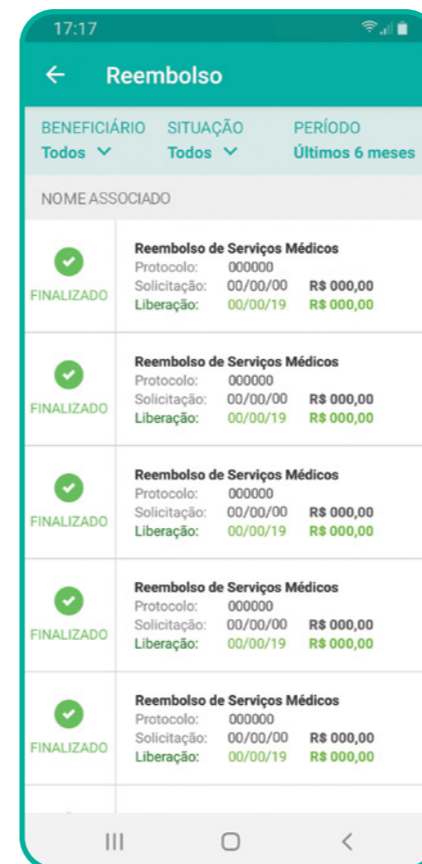 17:17
Reembolso
BENEFICIÁRIO SITUAÇÃO PERÍODO
Todos Todos Últimos 6 meses
NOME ASSOCIADO
Reembolso de Serviços Médicos
Protocolo: 000000
Solicitação: 00/00/00 R$ 000,00
FINALIZADO
Liberação: 00/00/19 R$ 000,00
Reembolso de Serviços Médicos
Protocolo: 000000
Solicitação: 00/00/00 R$ 000,00
FINALIZADO
Liberação: 00/00/19 R$ 000,00
Reembolso de Serviços Médicos
Protocolo: 000000
Solicitação: 00/00/00 R$ 000,00
FINALIZADO
Liberação: 00/00/19 R$ 000,00
Reembolso de Serviços Médicos
Protocolo: 000000
Solicitação: 00/00/00 R$ 000,00
FINALIZADO
Liberação: 00/00/19 R$ 000,00
Reembolso de Serviços Médicos
Protocolo: 000000
Solicitação: 00/00/00 R$ 000,00
FINALIZADO
Liberação: 00/00/19 R$ 000,00